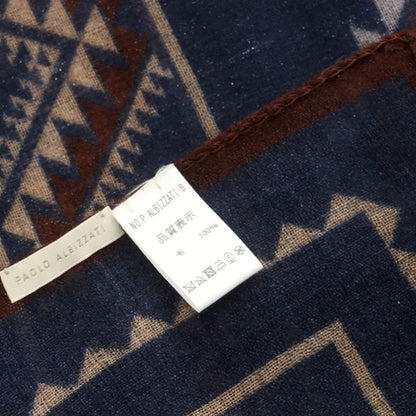 PAOLO ALBIZZATI
NO.P ALBIZZATI-B
品質表示
毛 100%